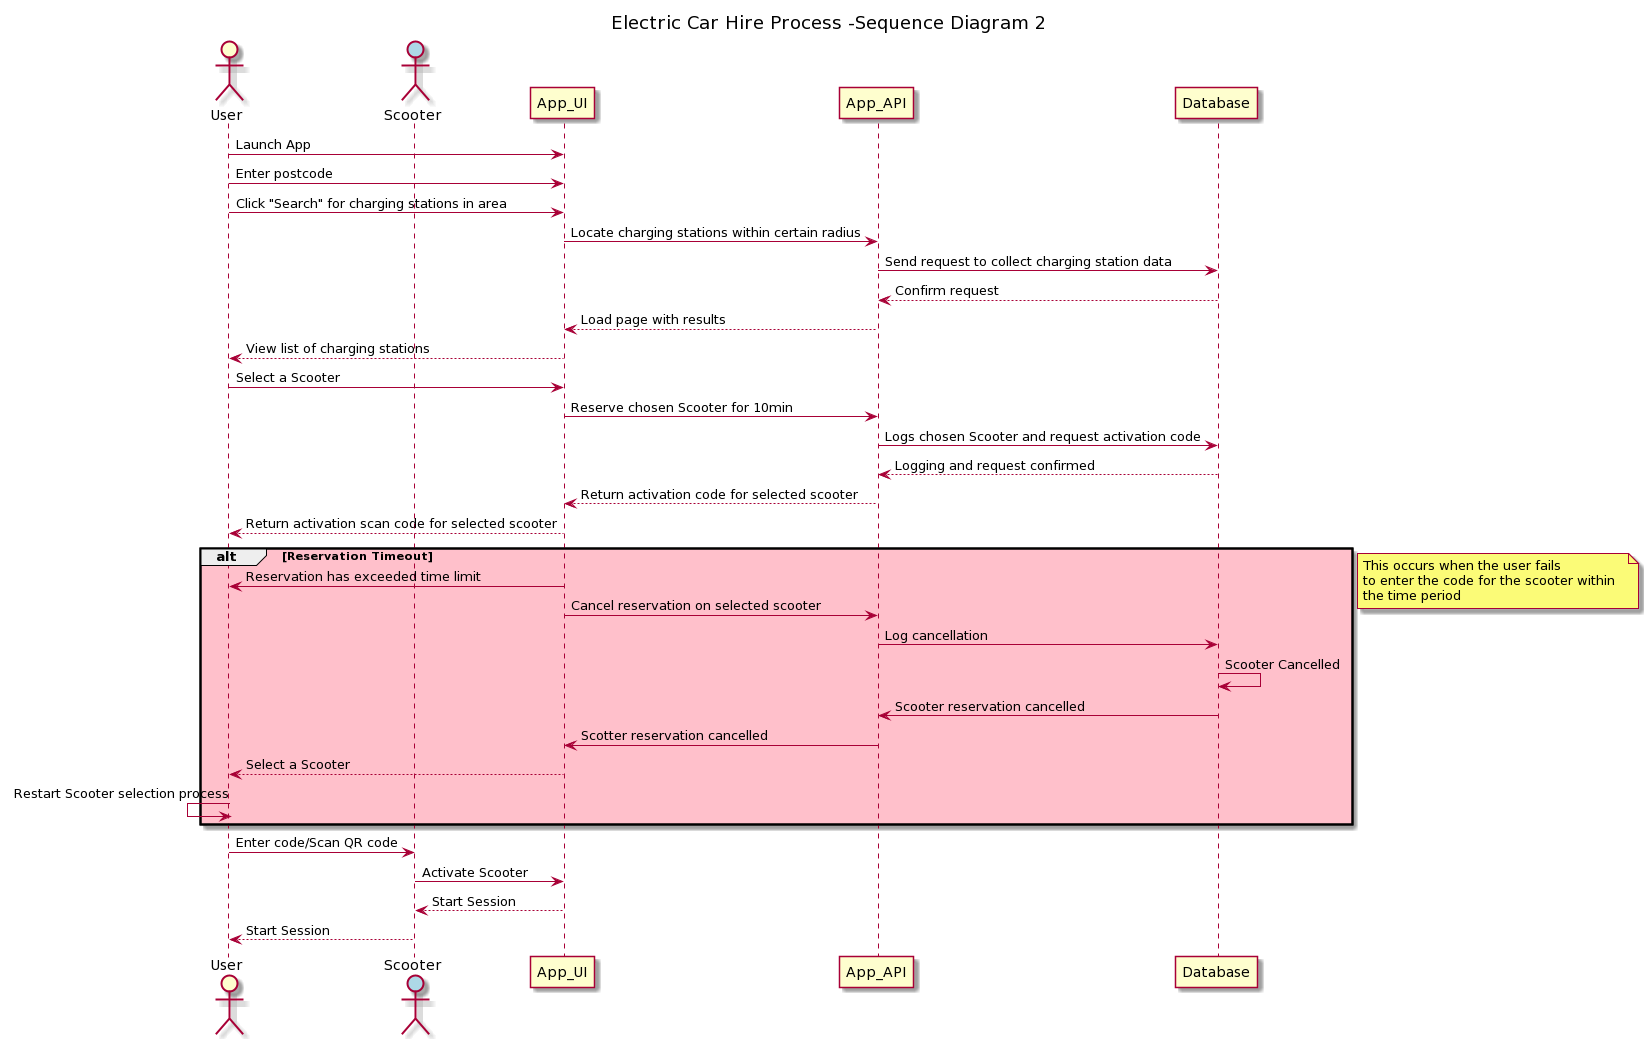 Electric Car Hire Process -Sequence Diagram 2
User
Scooter
App_UI
App_API
Database
Launch App
Enter postcode
Click "Search" for charging stations in area
Locate charging stations within certain radius
Send request to collect charging station data
Confirm request
Load page with results
View list of charging stations
Select a Scooter
Reserve chosen Scooter for 10min
Logs chosen Scooter and request activation code
Logging and request confirmed
Return activation code for selected scooter
Return activation scan code for selected scooter
alt [Reservation Timeout]
This occurs when the user fails
to enter the code for the scooter within
the time period
Reservation has exceeded time limit
Cancel reservation on selected scooter
Log cancellation
Scooter Cancelled
Scooter reservation cancelled
Scotter reservation cancelled
Select a Scooter
Restart Scooter selection process
Enter code/Scan QR code
Activate Scooter
Start Session
Start Session
User
Scooter
App_UI
App_API
Database